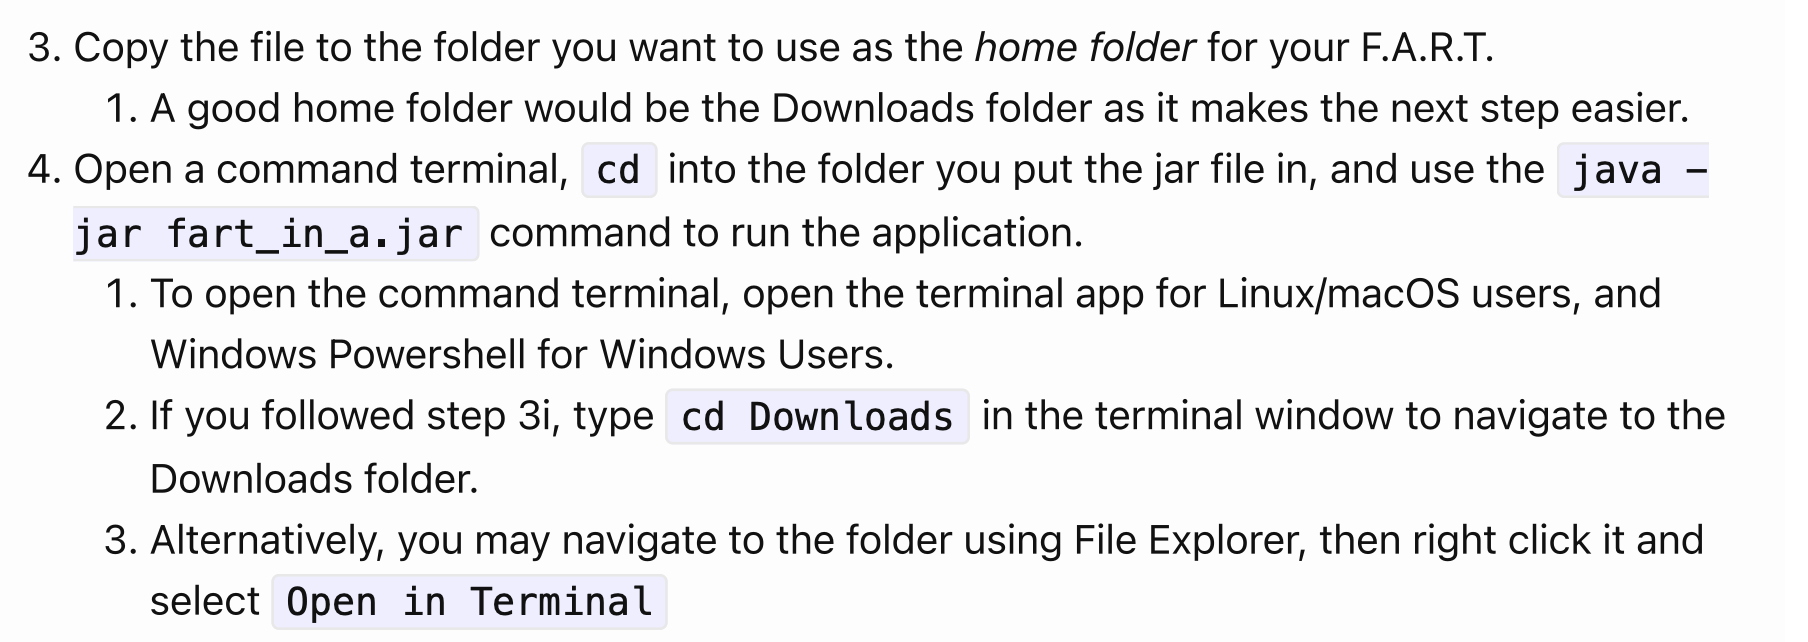 3. Copy the file to the folder you want to use as the home folder for your F.A.R.T.
1. A good home folder would be the Downloads folder as it makes the next step easier.
4. Open a command terminal, cd into the folder you put the jar file in, and use the java -
jar fart_in_a.jar command to run the application.
1. To open the command terminal, open the terminal app for Linux/macOS users, and
Windows Powershell for Windows Users.
2. If you followed step 3i, type cd Downloads in the terminal window to navigate to the
Downloads folder.
3. Alternatively, you may navigate to the folder using File Explorer, then right click it and
select Open in Terminal